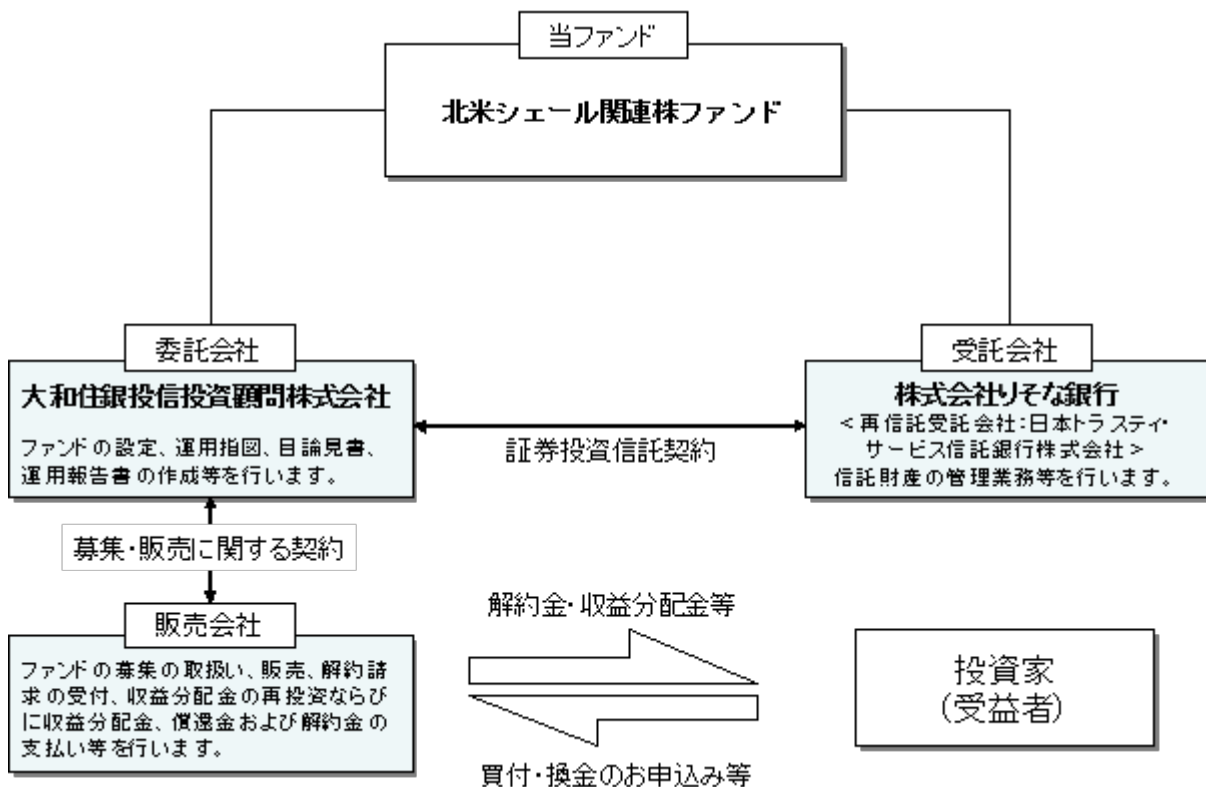 当ファンド
北米シェール関連株ファンド
委託会社
大和住銀投信投資顧問株式会社
ファンドの設定、運用指図、目論見書、
運用報告書の作成等を行います。
証券投資信託契約
受託会社
株式会社りそな銀行
＜再信託受託会社：日本トラスティ・
サービス信託銀行株式会社＞
信託財産の管理業務等を行います。
募集・販売に関する契約
販売会社
ファンドの募集の取扱い、販売、解約請
求の受付、収益分配金の再投資ならび
に収益分配金、償還金および解約金の
支払い等を行います。
解約金・収益分配金等
買付・換金のお申込み等
投資家
（受益者）